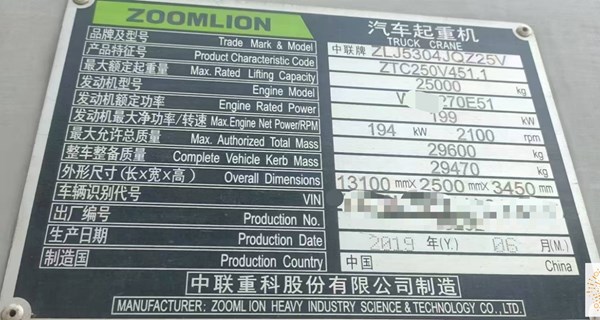 ZOOMLION 汽车起重机
TRUCK CRANE
品牌及型号 Trade Mark & Model 中联牌 ZLJ5304JQZ25V
产品特征号 Product Characteristic Code ZTC250V451.1
最大额定起重量 Max. Rated Lifting Capacity 25000 kg
发动机型号 Engine Model 270E51
发动机额定功率 Engine Rated Power 199 kW
发动机最大净功率/转速 Max.Engine Net Power/RPM 194 kW 2100 rpm
最大允许总质量 Max. Authorized Total Mass 29600 kg
整车整备质量 Complete Vehicle Kerb Mass 29470 kg
外形尺寸(长×宽×高) Overall Dimensions 13100 mm× 2500 mm× 3450 mm
车辆识别代号 VIN
出厂编号 Production No.
生产日期 Production Date 2019 年(Y.) 06 月(M.)
制造国 Production Country 中国 China
中联重科股份有限公司制造
MANUFACTURER: ZOOMLION HEAVY INDUSTRY SCIENCE & TECHNOLOGY CO., LTD.